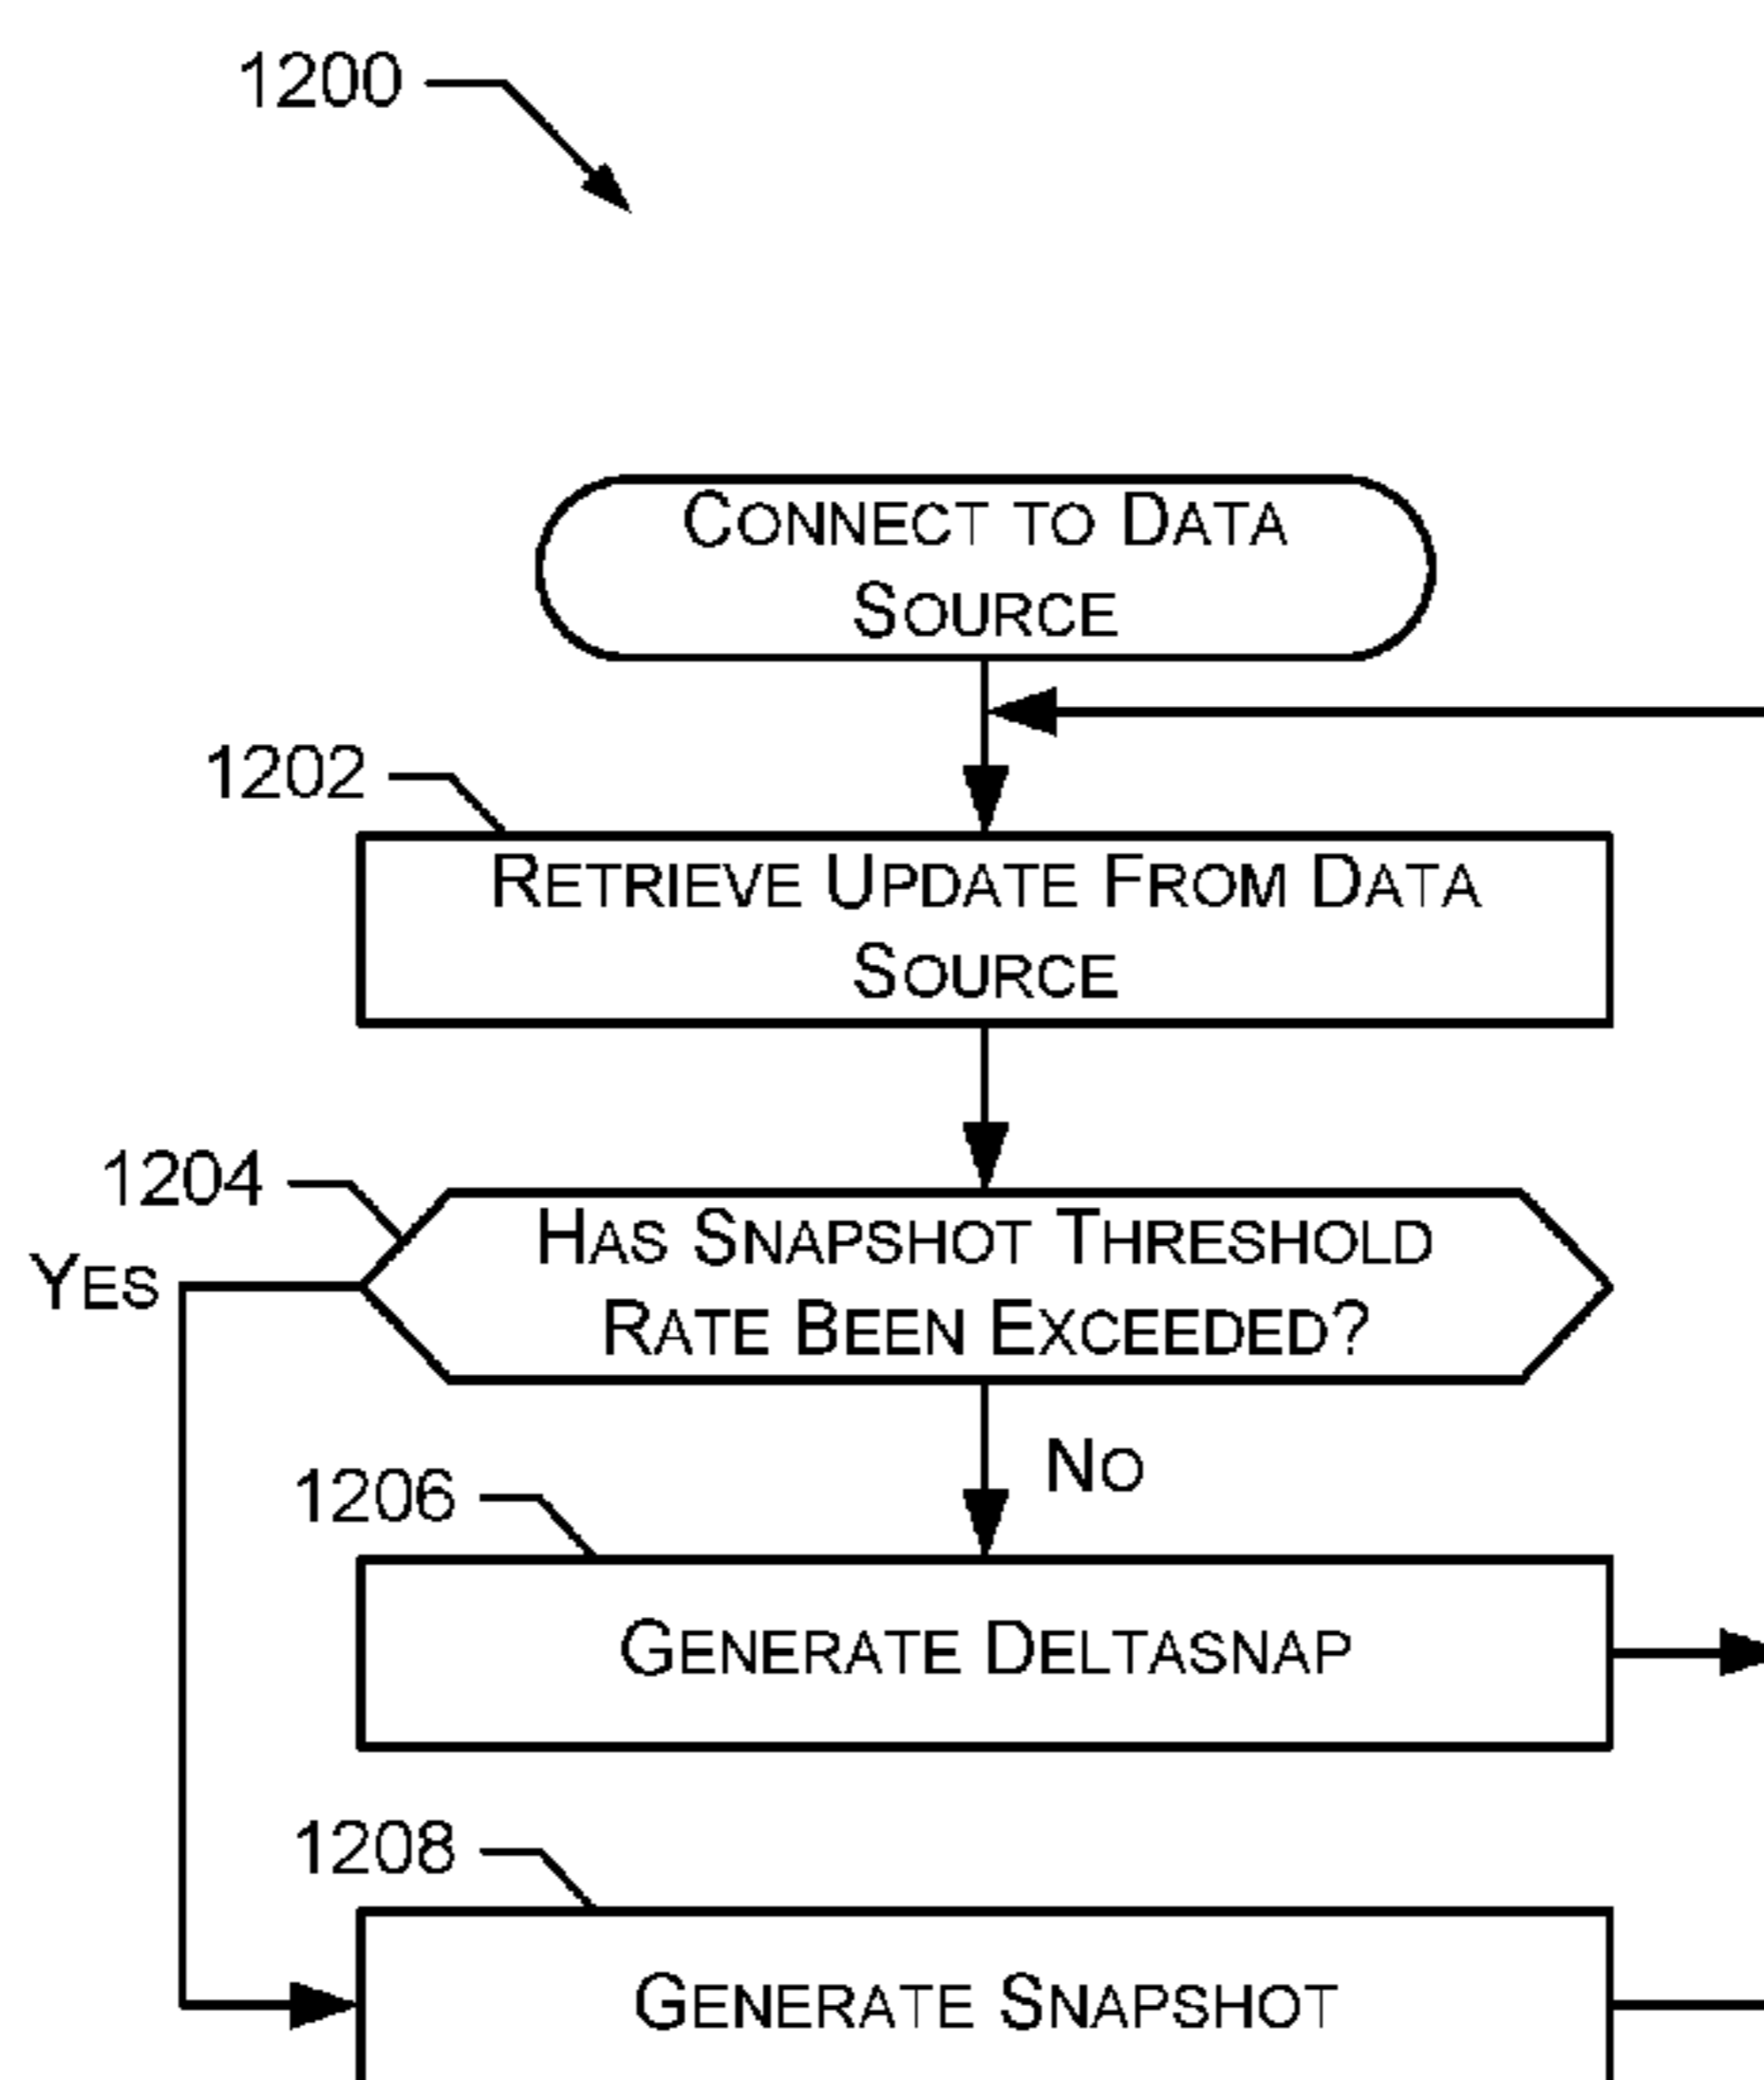 1200
CONNECT TO DATA
SOURCE
1202
RETRIEVE UPDATE FROM DATA
SOURCE
1204
HAS SNAPSHOT THRESHOLD
RATE BEEN EXCEEDED?
YES
NO
1206
GENERATE DELTASNAP
1208
GENERATE SNAPSHOT